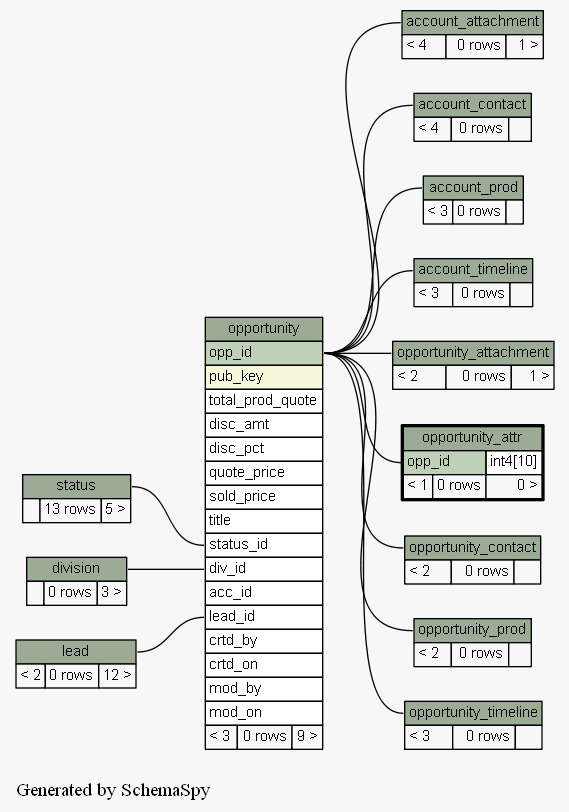 account_attachment
< 4 0 rows 1 >
account_contact
< 4 0 rows
account_prod
< 3 0 rows
account_timeline
< 3 0 rows
opportunity
opp_id
pub_key
total_prod_quote
disc_amt
disc_pct
quote_price
sold_price
title
status_id
div_id
acc_id
lead_id
crtd_by
crtd_on
mod_by
mod_on
< 3 0 rows 9 >
opportunity_attachment
< 2 0 rows 1 >
opportunity_attr
opp_id int4[10]
< 1 0 rows 0 >
status
13 rows 5 >
division
0 rows 3 >
lead
< 2 0 rows 12 >
opportunity_contact
< 2 0 rows
opportunity_prod
< 2 0 rows
opportunity_timeline
< 3 0 rows
Generated by SchemaSpy